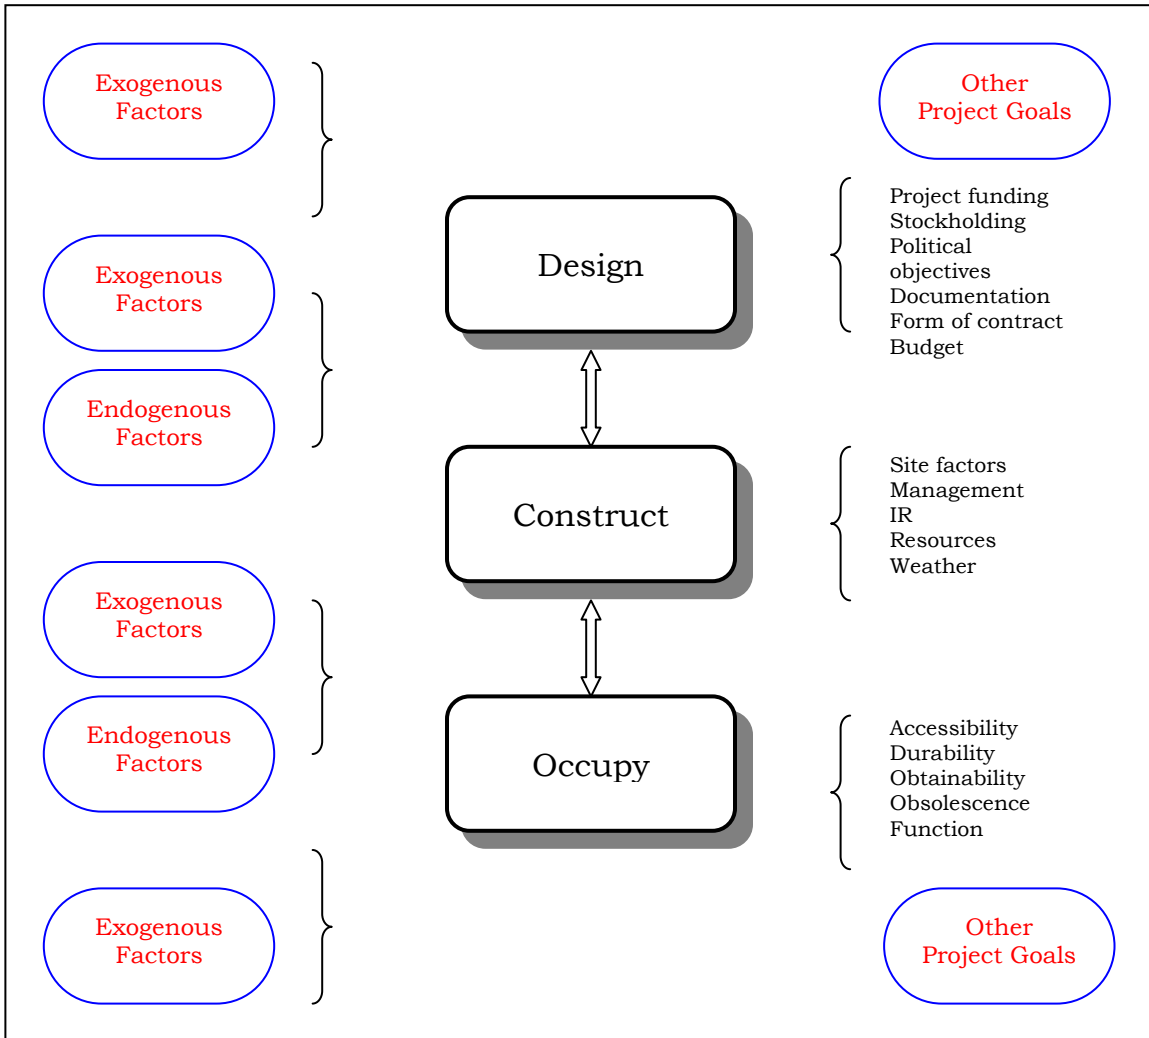 Exogenous
Factors
Other
Project Goals
Project funding
Stockholding
Political
objectives
Documentation
Form of contract
Budget
Design
Exogenous
Factors
Endogenous
Factors
Construct
Site factors
Management
IR
Resources
Weather
Exogenous
Factors
Endogenous
Factors
Occupy
Accessibility
Durability
Obtainability
Obsolescence
Function
Exogenous
Factors
Other
Project Goals